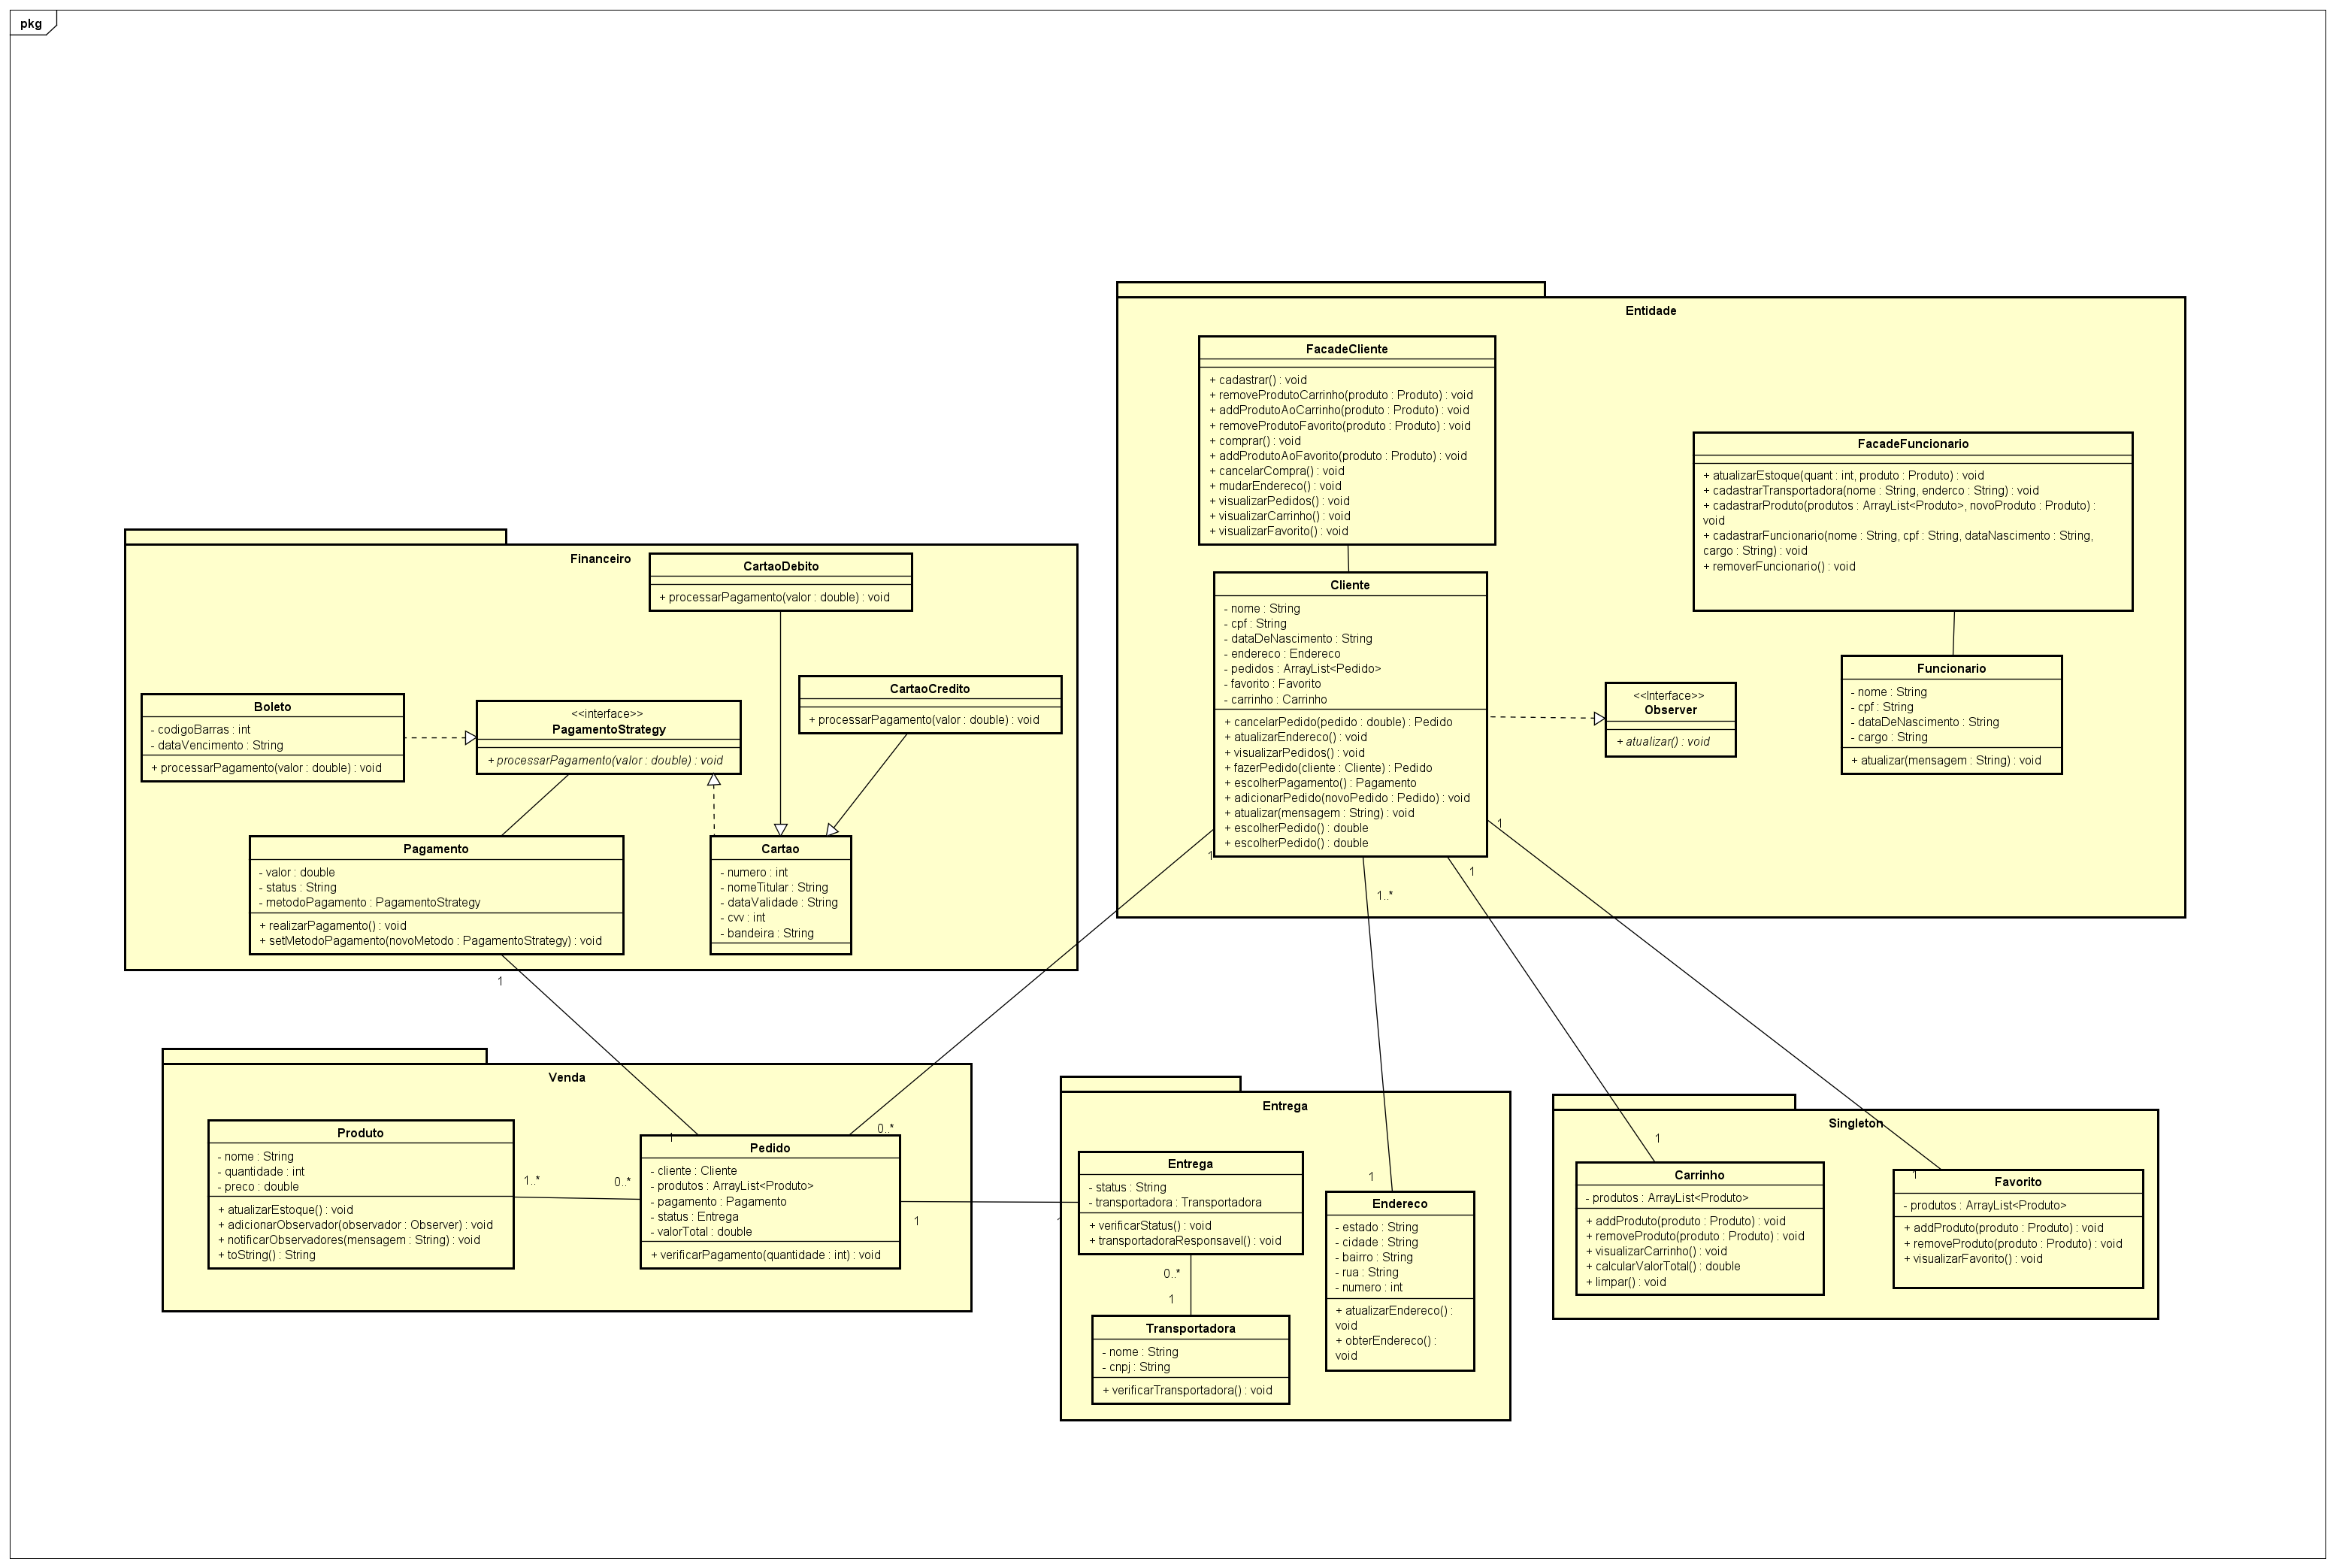 pkg
Entidade
FacadeCliente
+ cadastrar() : void
+ removeProdutoCarrinho(produto : Produto) : void
+ addProdutoAoCarrinho(produto : Produto) : void
+ removeProdutoFavorito(produto : Produto) : void
+ comprar() : void
+ addProdutoAoFavorito(produto : Produto) : void
+ cancelarCompra() : void
+ mudarEndereco() : void
+ visualizarPedidos() : void
+ visualizarCarrinho() : void
+ visualizarFavorito() : void
FacadeFuncionario
+ atualizarEstoque(quant : int, produto : Produto) : void
+ cadastrarTransportadora(nome : String, enderco : String) : void
+ cadastrarProduto(produtos : ArrayList<Produto>, novoProduto : Produto) :
void
+ cadastrarFuncionario(nome : String, cpf : String, dataNascimento : String,
cargo : String) : void
+ removerFuncionario() : void
Cliente
- nome : String
- cpf : String
- dataDeNascimento : String
- endereco : Endereco
- pedidos : ArrayList<Pedido>
- favorito : Favorito
- carrinho : Carrinho
+ cancelarPedido(pedido : double) : Pedido
+ atualizarEndereco() : void
+ visualizarPedidos() : void
+ fazerPedido(cliente : Cliente) : Pedido
+ escolherPagamento() : Pagamento
+ adicionarPedido(novoPedido : Pedido) : void
+ atualizar(mensagem : String) : void
+ escolherPedido() : double
+ escolherPedido() : double
<<Interface>>
Observer
+ atualizar() : void
Funcionario
- nome : String
- cpf : String
- dataDeNascimento : String
- cargo : String
+ atualizar(mensagem : String) : void
1
1
1
1..*
Financeiro
CartaoDebito
+ processarPagamento(valor : double) : void
CartaoCredito
+ processarPagamento(valor : double) : void
Boleto
- codigoBarras : int
- dataVencimento : String
+ processarPagamento(valor : double) : void
<<interface>>
PagamentoStrategy
+ processarPagamento(valor : double) : void
Pagamento
- valor : double
- status : String
- metodoPagamento : PagamentoStrategy
+ realizarPagamento() : void
+ setMetodoPagamento(novoMetodo : PagamentoStrategy) : void
Cartao
- numero : int
- nomeTitular : String
- dataValidade : String
- cvv : int
- bandeira : String
1
Venda
Produto
- nome : String
- quantidade : int
- preco : double
+ atualizarEstoque() : void
+ adicionarObservador(observador : Observer) : void
+ notificarObservadores(mensagem : String) : void
+ toString() : String
1..*
0..*
1
0..*
Pedido
- cliente : Cliente
- produtos : ArrayList<Produto>
- pagamento : Pagamento
- status : Entrega
- valorTotal : double
+ verificarPagamento(quantidade : int) : void
1
1
Entrega
Entrega
- status : String
- transportadora : Transportadora
+ verificarStatus() : void
+ transportadoraResponsavel() : void
0..*
1
Transportadora
- nome : String
- cnpj : String
+ verificarTransportadora() : void
1
Endereco
- estado : String
- cidade : String
- bairro : String
- rua : String
- numero : int
+ atualizarEndereco() :
void
+ obterEndereco() :
void
Singleton
1
Carrinho
- produtos : ArrayList<Produto>
+ addProduto(produto : Produto) : void
+ removeProduto(produto : Produto) : void
+ visualizarCarrinho() : void
+ calcularValorTotal() : double
+ limpar() : void
1
Favorito
- produtos : ArrayList<Produto>
+ addProduto(produto : Produto) : void
+ removeProduto(produto : Produto) : void
+ visualizarFavorito() : void